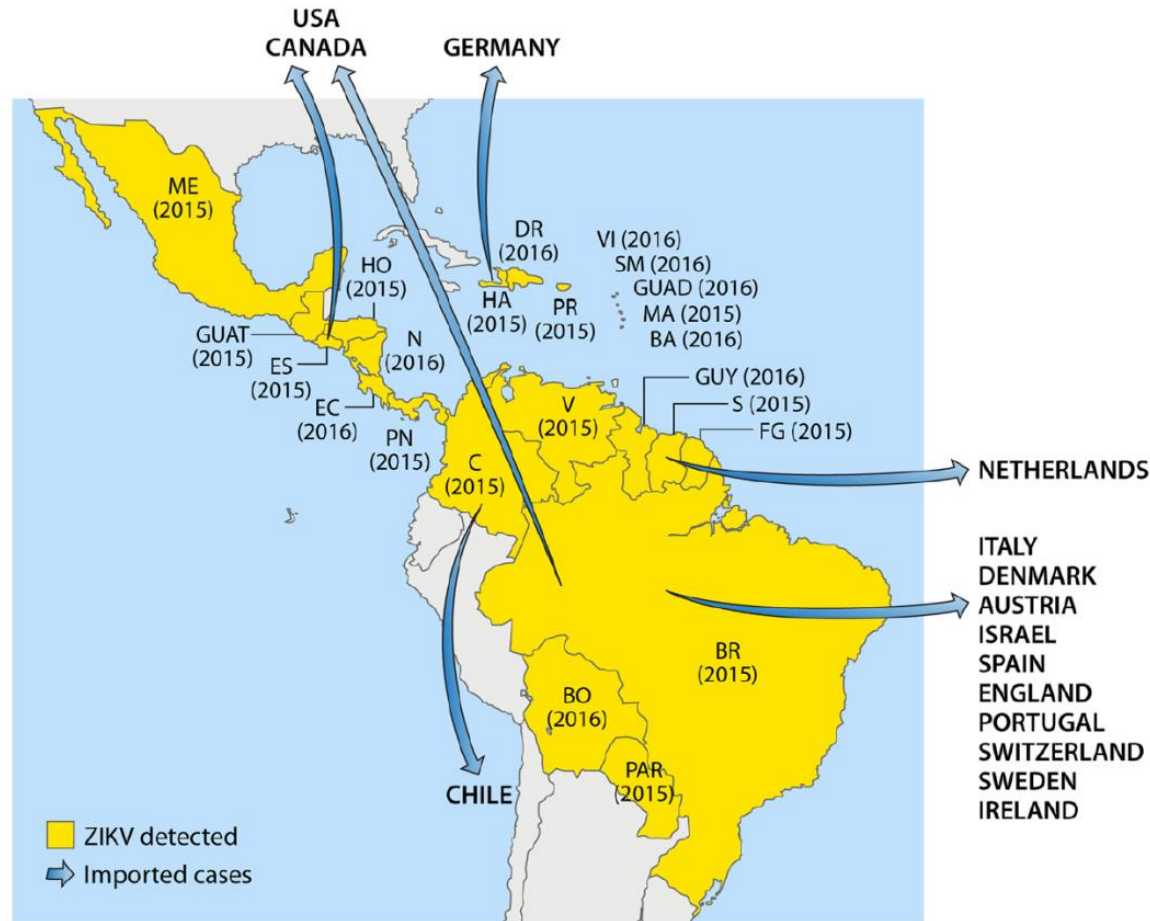 USA
CANADA
GERMANY
ME
(2015)
DR
(2016)
VI (2016)
SM (2016)
GUAD (2016)
MA (2015)
BA (2016)
HO
(2015)
HA
(2015)
PR
(2015)
GUAT
(2015)
N
(2016)
ES
(2015)
EC
(2016)
PN
(2015)
GUY (2016)
S (2015)
FG (2015)
V
(2015)
C
(2015)
NETHERLANDS
ITALY
DENMARK
AUSTRIA
ISRAEL
SPAIN
ENGLAND
PORTUGAL
SWITZERLAND
SWEDEN
IRELAND
BR
(2015)
BO
(2016)
PAR
(2015)
CHILE
ZIKV detected
Imported cases